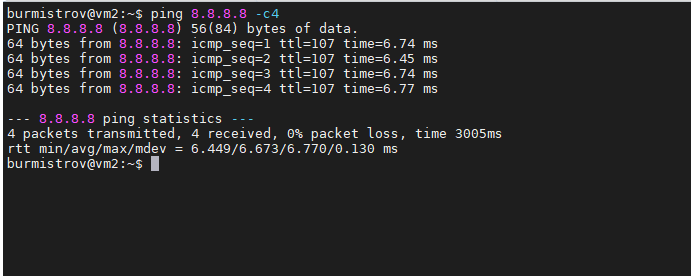 burmistrov@vm2:~$ ping 8.8.8.8 -c4
PING 8.8.8.8 (8.8.8.8) 56(84) bytes of data.
64 bytes from 8.8.8.8: icmp_seq=1 ttl=107 time=6.74 ms
64 bytes from 8.8.8.8: icmp_seq=2 ttl=107 time=6.45 ms
64 bytes from 8.8.8.8: icmp_seq=3 ttl=107 time=6.74 ms
64 bytes from 8.8.8.8: icmp_seq=4 ttl=107 time=6.77 ms
--- 8.8.8.8 ping statistics ---
4 packets transmitted, 4 received, 0% packet loss, time 3005ms
rtt min/avg/max/mdev = 6.449/6.673/6.770/0.130 ms
burmistrov@vm2:~$